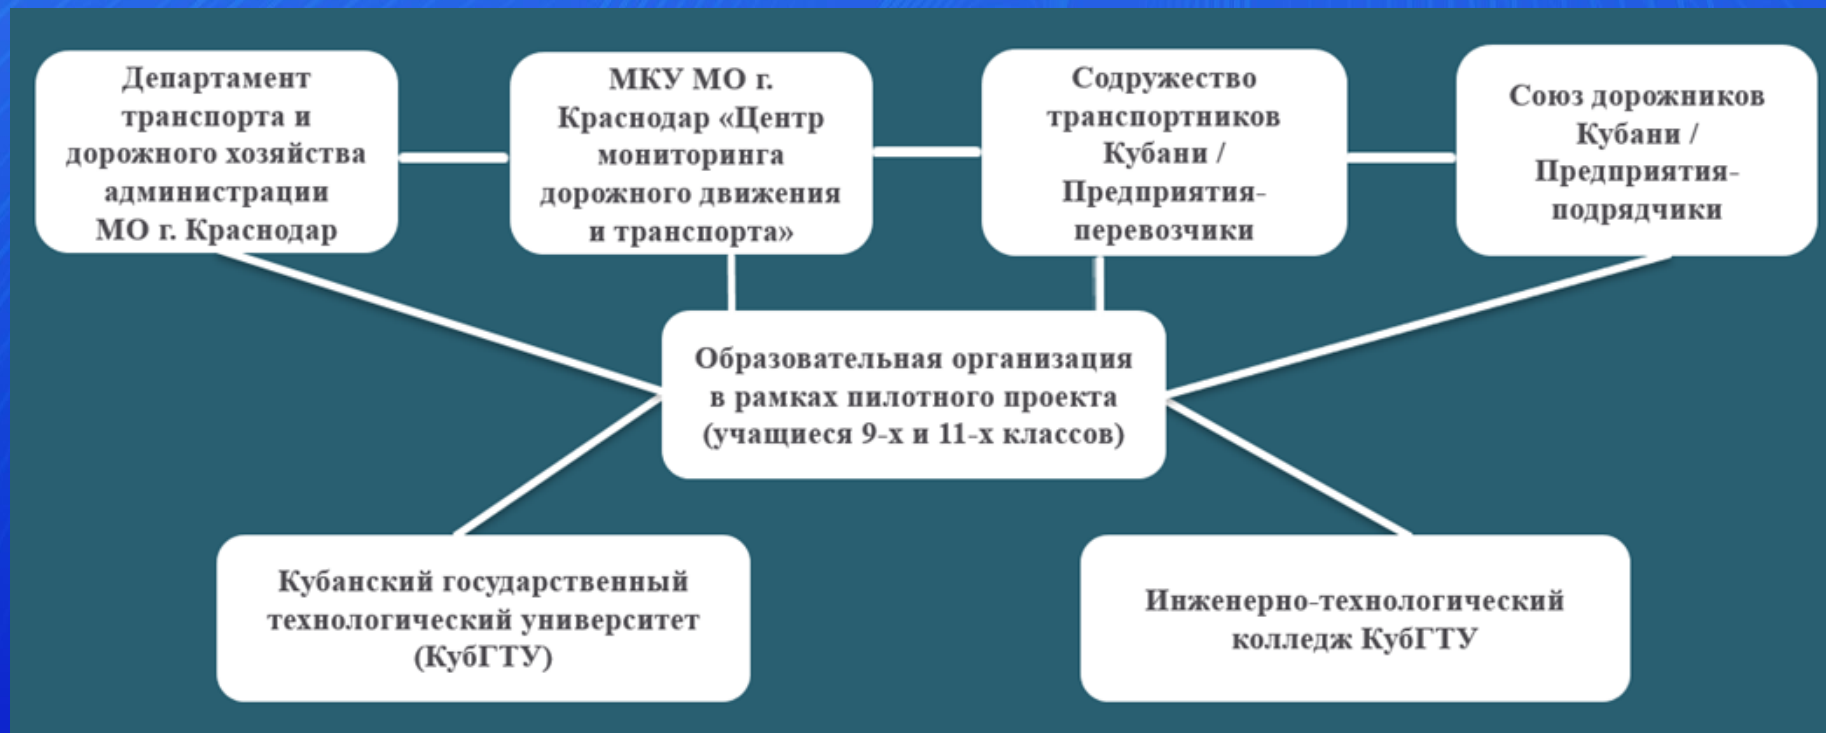 Департамент
транспорта и
дорожного хозяйства
администрации
МО г. Краснодар
МКУ МО г.
Краснодар «Центр
мониторинга
дорожного движения
и транспорта»
Содружество
транспортников
Кубани /
Предприятия-
перевозчики
Союз дорожников
Кубани /
Предприятия-
подрядчики
Образовательная организация
в рамках пилотного проекта
(учащиеся 9-х и 11-х классов)
Кубанский государственный
технологический университет
(КубГТУ)
Инженерно-технологический
колледж КубГТУ